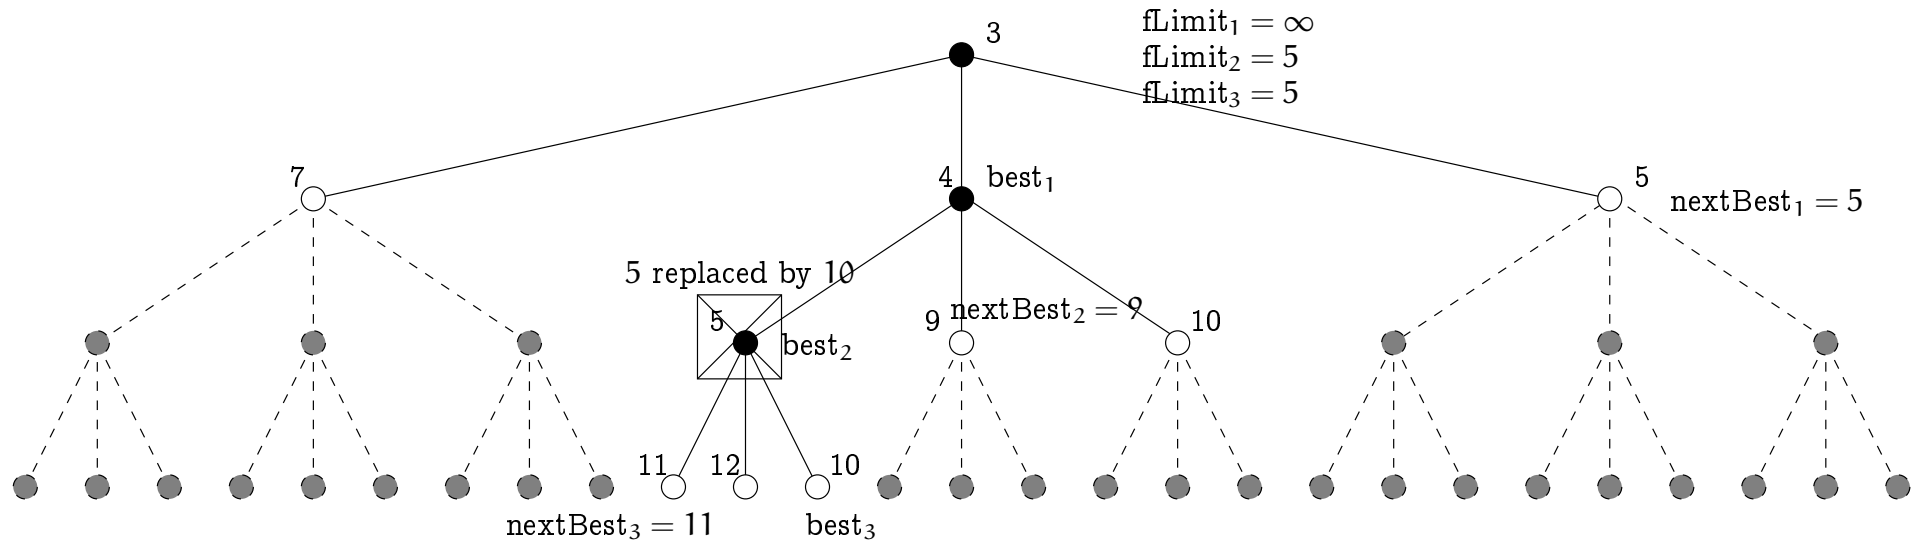 3
fLimit₁ = ∞
fLimit₂ = 5
fLimit₃ = 5
7
4 best₁
5
nextBest₁ = 5
5 replaced by 10
5
best₂
9 nextBest₂ = 9
10
11 12 10
nextBest₃ = 11 best₃